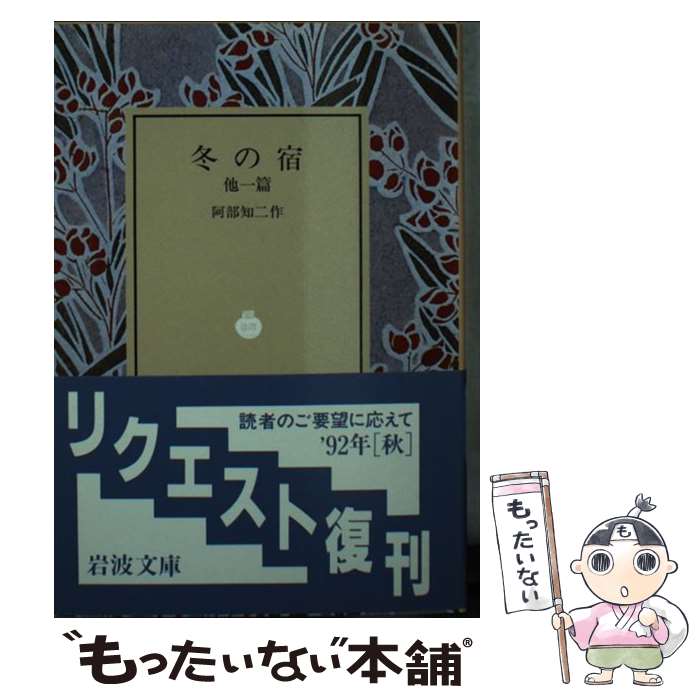 冬の宿
他一篇
阿部知二作
読者のご要望に応えて
'92年[秋]
リクエスト復刊
岩波文庫
もったいない
も
"もったいない"本舗®